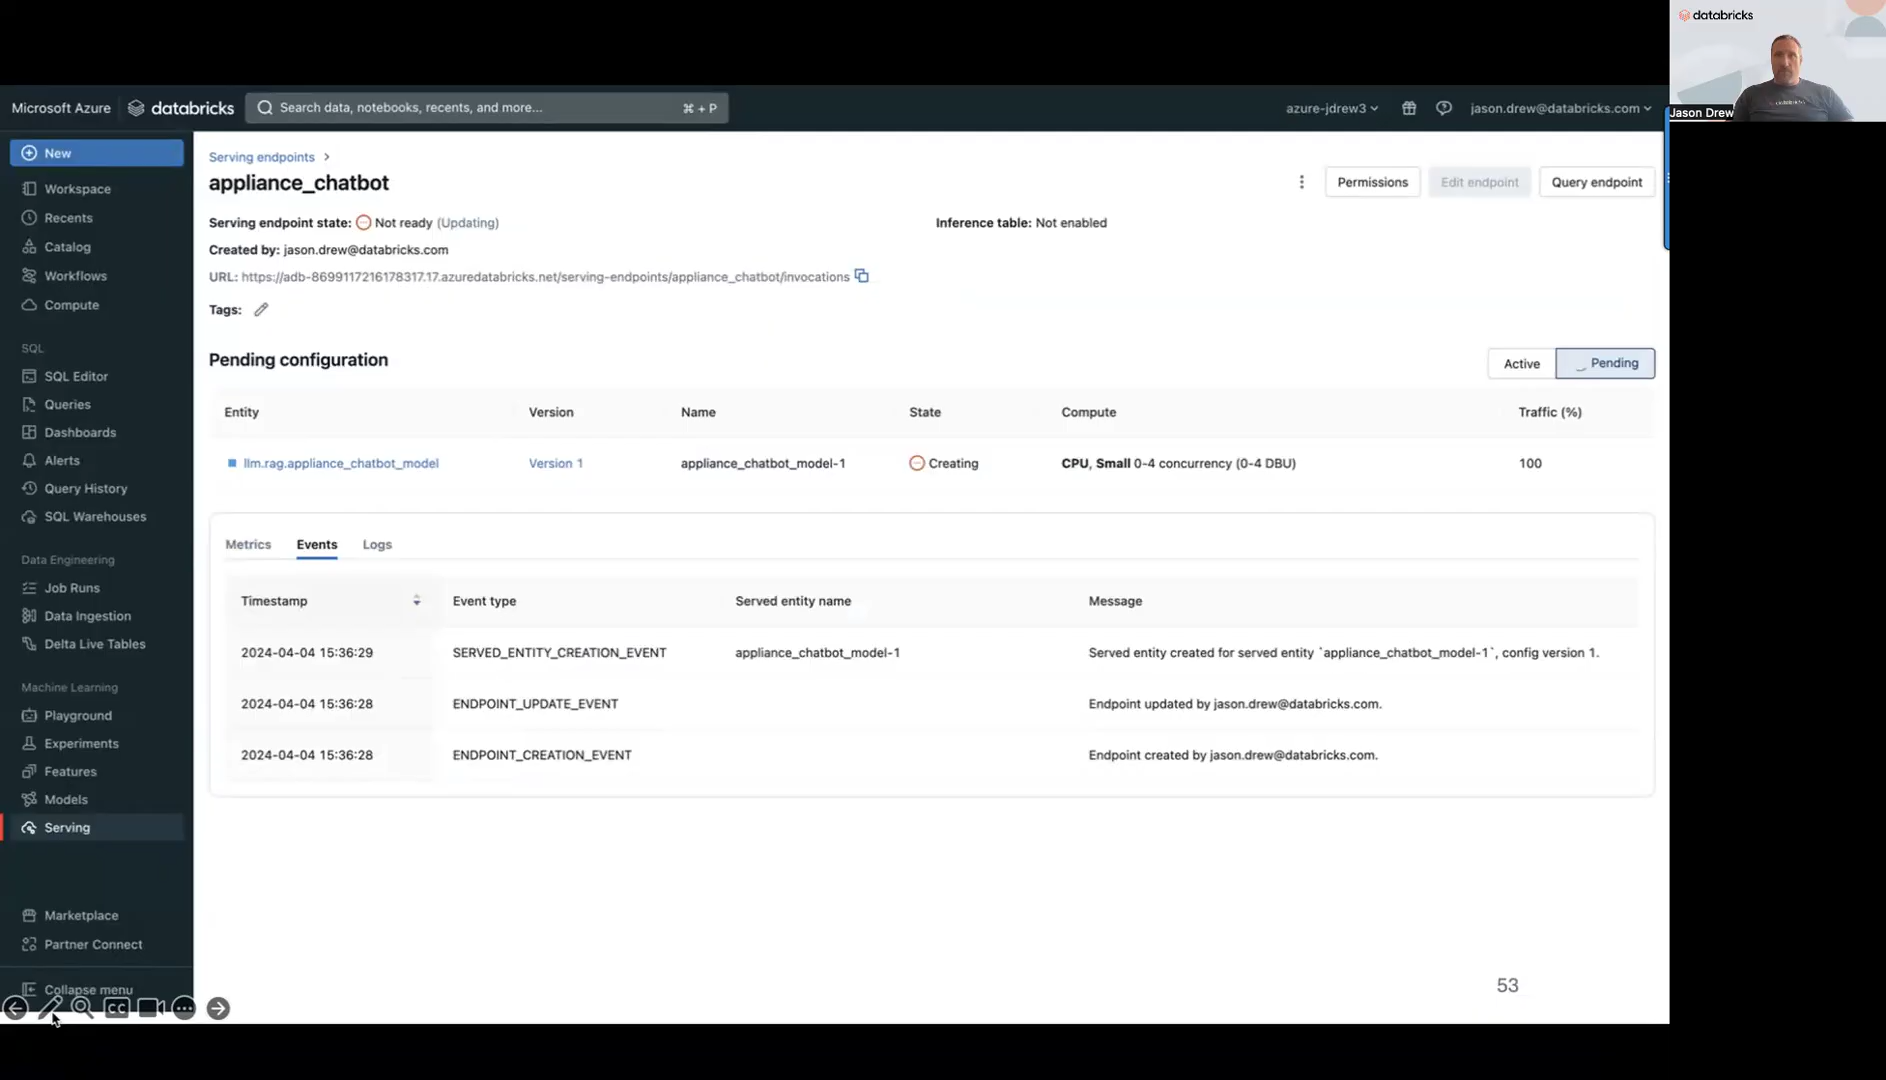 databricks
Jason Drew
Microsoft Azure databricks Search data, notebooks, recents, and more... ⌘ + P azure-jdrew3 jason.drew@databricks.com
New
Workspace
Recents
Catalog
Workflows
Compute
SQL
SQL Editor
Queries
Dashboards
Alerts
Query History
SQL Warehouses
Data Engineering
Job Runs
Data Ingestion
Delta Live Tables
Machine Learning
Playground
Experiments
Features
Models
Serving
Marketplace
Partner Connect
Collapse menu
CC
Serving endpoints >
appliance_chatbot
Permissions Edit endpoint Query endpoint
Serving endpoint state: Not ready (Updating) Inference table: Not enabled
Created by: jason.drew@databricks.com
URL: https://adb-8699117216178317.17.azuredatabricks.net/serving-endpoints/appliance_chatbot/invocations
Tags:
Pending configuration Active Pending
Entity Version Name State Compute Traffic (%)
llm.rag.appliance_chatbot_model Version 1 appliance_chatbot_model-1 Creating CPU, Small 0-4 concurrency (0-4 DBU) 100
Metrics Events Logs
Timestamp Event type Served entity name Message
2024-04-04 15:36:29 SERVED_ENTITY_CREATION_EVENT appliance_chatbot_model-1 Served entity created for served entity `appliance_chatbot_model-1`, config version 1.
2024-04-04 15:36:28 ENDPOINT_UPDATE_EVENT Endpoint updated by jason.drew@databricks.com.
2024-04-04 15:36:28 ENDPOINT_CREATION_EVENT Endpoint created by jason.drew@databricks.com.
53